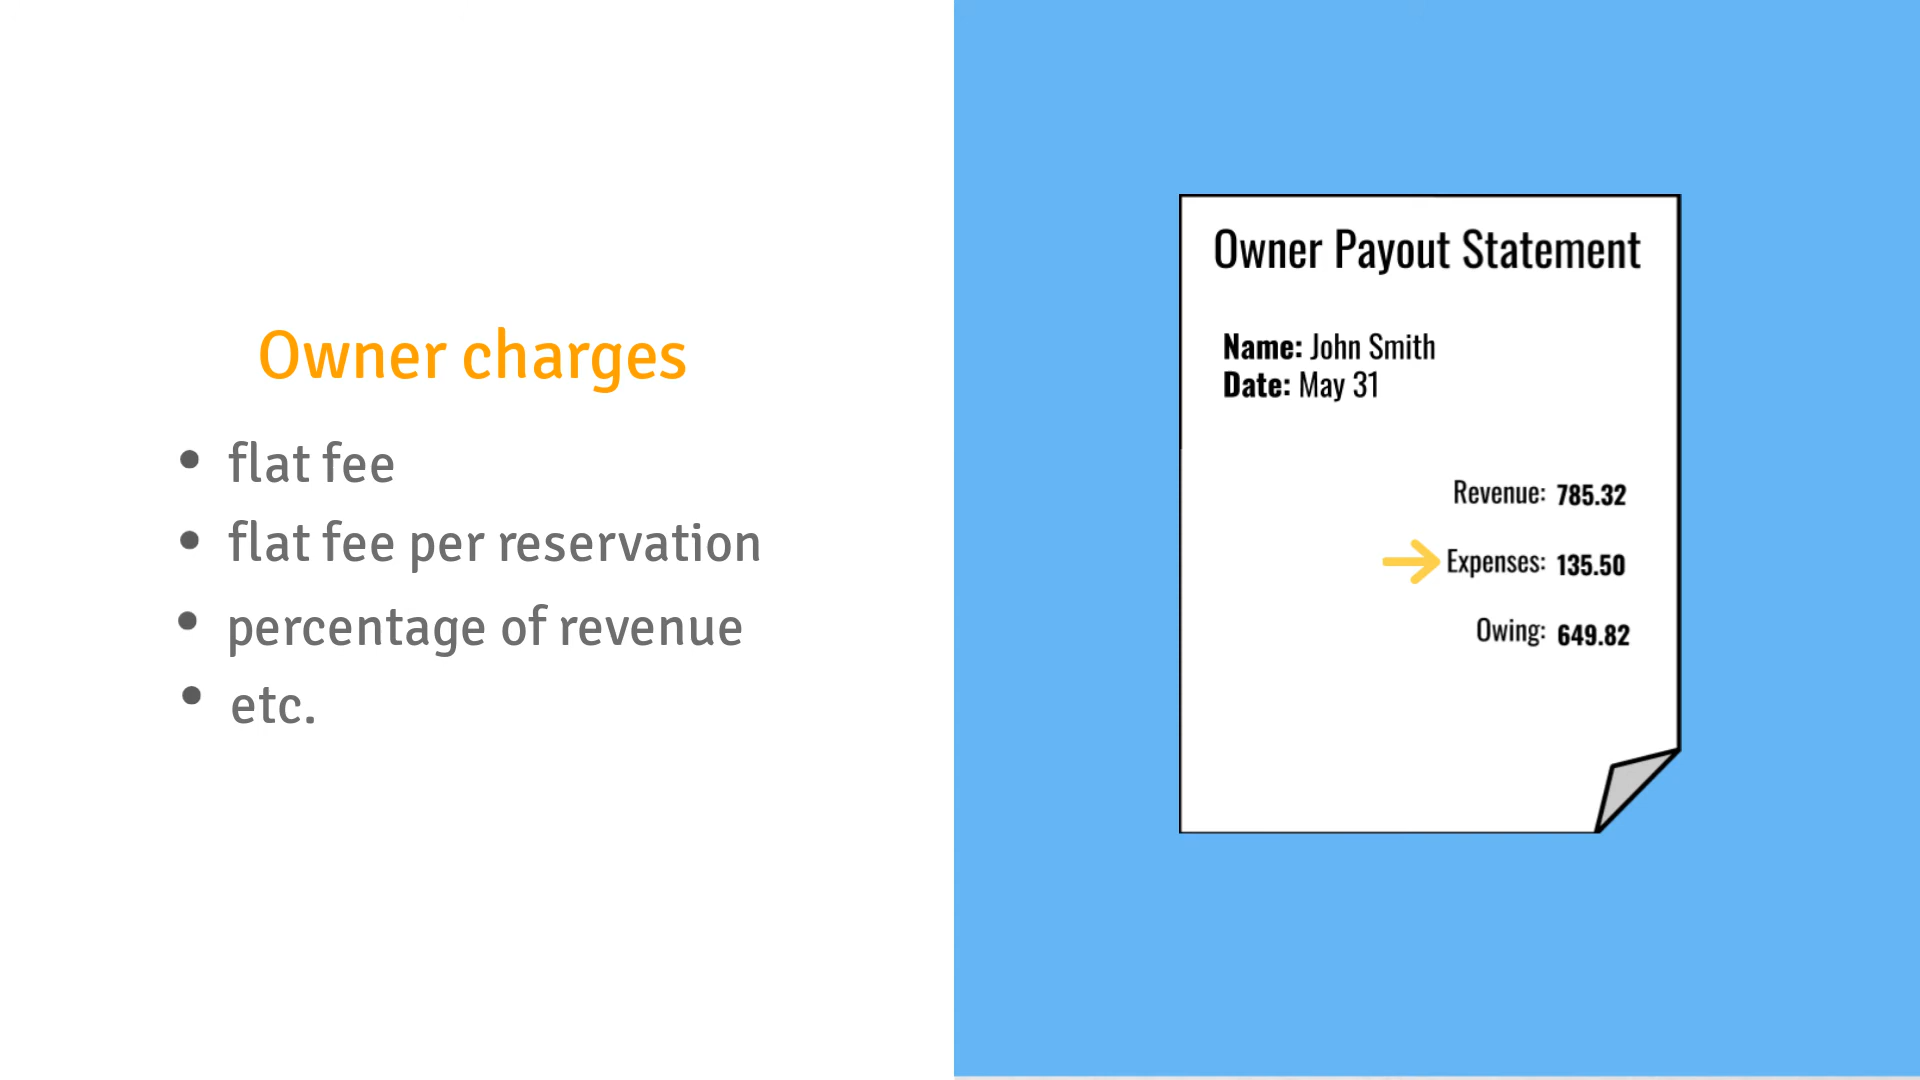 Owner charges
• flat fee
• flat fee per reservation
• percentage of revenue
• etc.
Owner Payout Statement
Name: John Smith
Date: May 31
Revenue: 785.32
Expenses: 135.50
Owing: 649.82